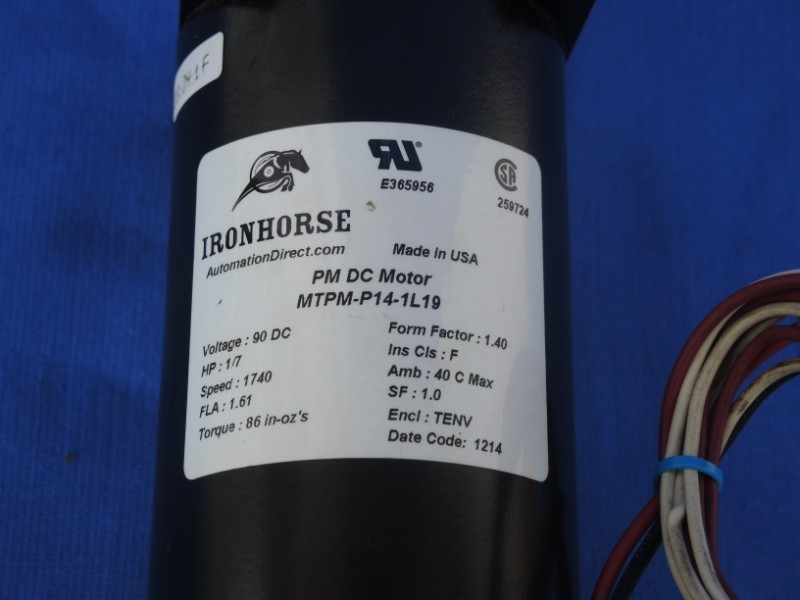 041F
E365956
259724
IRONHORSE
AutomationDirect.com
Made in USA
PM DC Motor
MTPM-P14-1L19
Voltage : 90 DC
HP : 1/7
Speed : 1740
FLA : 1.61
Torque : 86 in-oz's
Form Factor : 1.40
Ins Cls : F
Amb : 40 C Max
SF : 1.0
Encl : TENV
Date Code: 1214